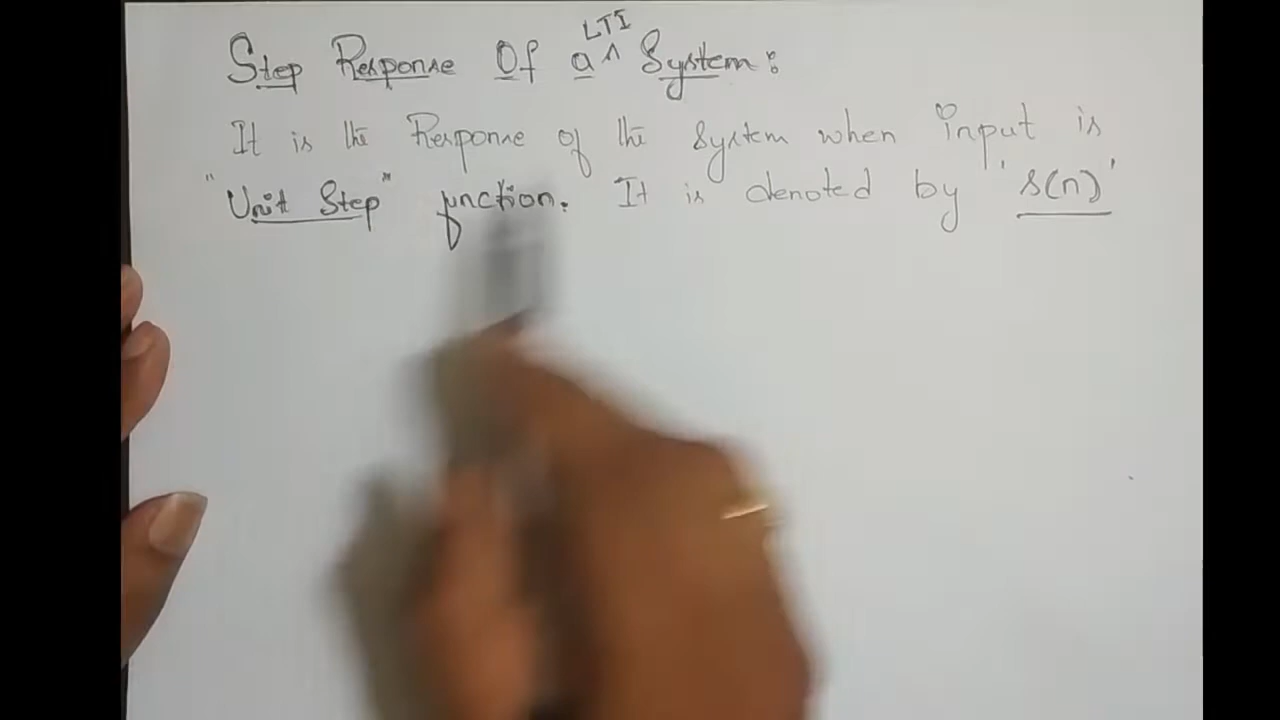 Step Response Of a ^ LTI System:
It is the Response of the System when input is
"Unit Step" function. It is denoted by 's(n)'